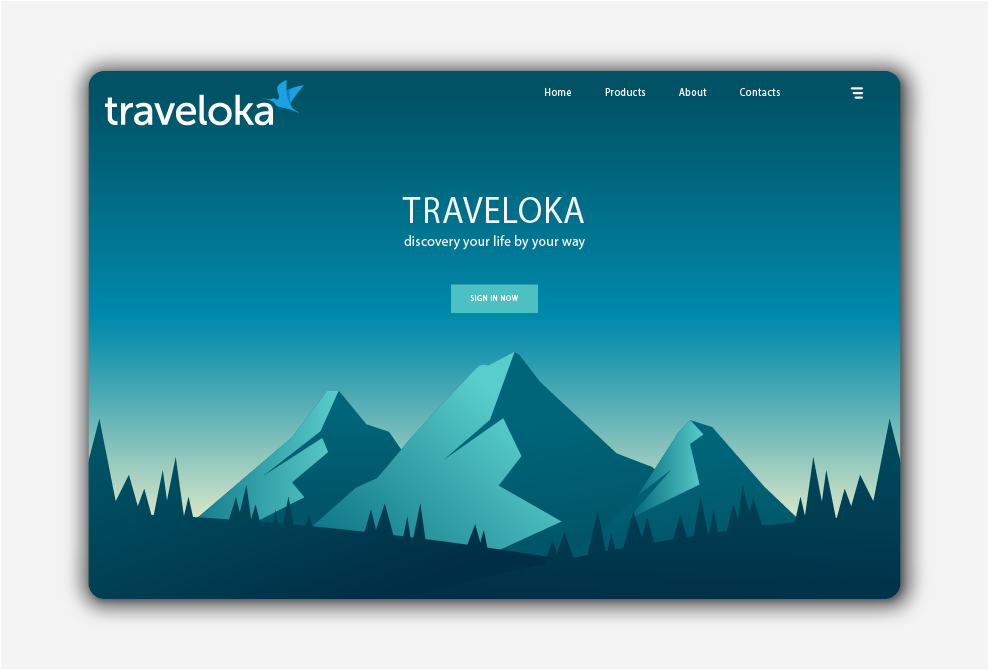 traveloka
Home Products About Contacts
TRAVELOKA
discovery your life by your way
SIGN IN NOW